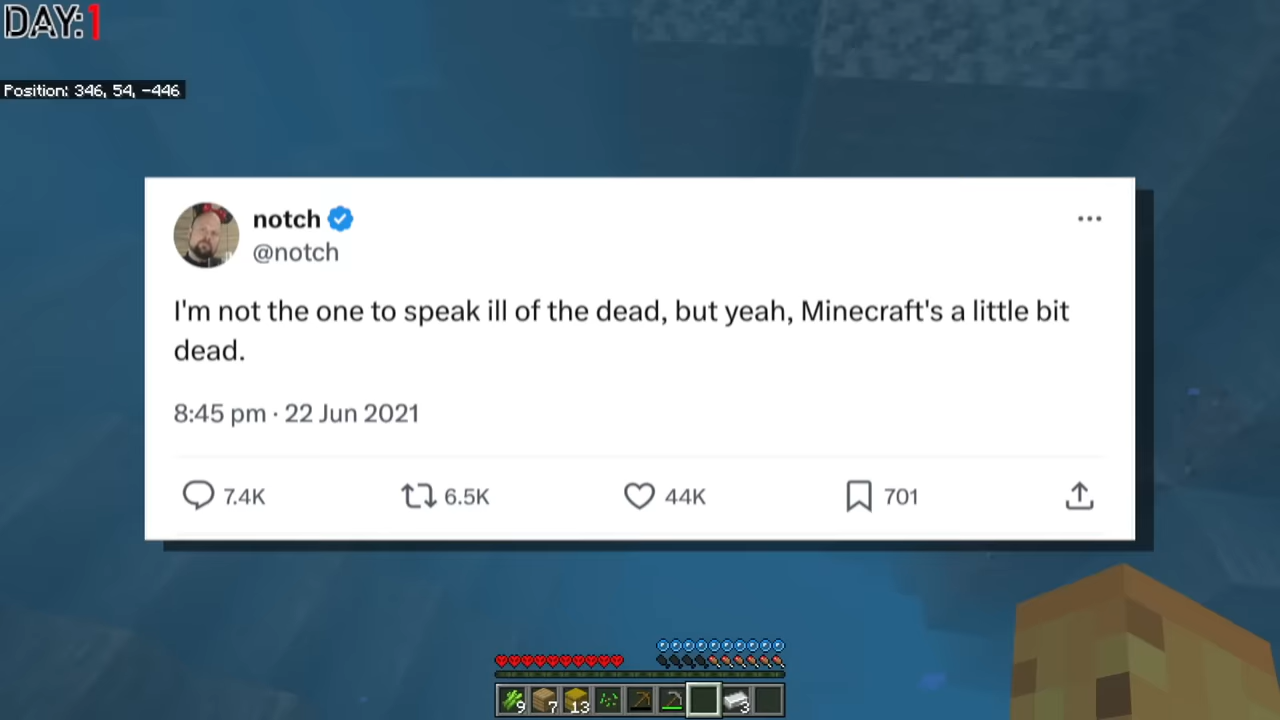 DAY:1
Position: 346, 54, -446
notch
@notch
I'm not the one to speak ill of the dead, but yeah, Minecraft's a little bit
dead.
8:45 pm · 22 Jun 2021
7.4K 6.5K 44K 701
9 7 13 3